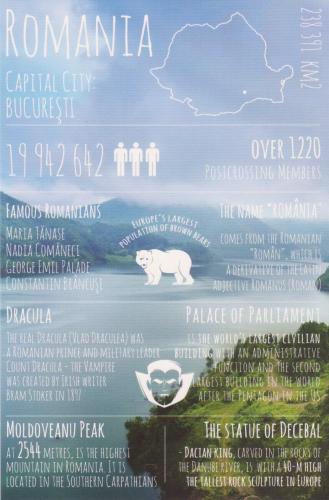 ROMANIA
238 391 KM2
CAPITAL CITY:
BUCUREŞTI
19 942 642
OVER 1220
POSTCROSSING MEMBERS
FAMOUS ROMANIANS
MARIA TĂNASE
NADIA COMĂNECI
GEORGE EMIL PALADE
CONSTANTIN BRÂNCUŞI
EUROPE'S LARGEST
POPULATION OF BROWN BEARS
THE NAME "ROMÂNIA"
COMES FROM THE ROMANIAN
"ROMÂN", WHICH IS
A DERIVATIVE OF THE LATIN
ADJECTIVE ROMANUS (ROMAN)
DRACULA
THE REAL DRACULA (VLAD DRACULEA) WAS
A ROMANIAN PRINCE AND MILITARY LEADER
COUNT DRACULA - THE VAMPIRE
WAS CREATED BY IRISH WRITER
BRAM STOKER IN 1897
PALACE OF PARLIAMENT
IS THE WORLD'S LARGEST CIVILIAN
BUILDING WITH AN ADMINISTRATIVE
FUNCTION AND THE SECOND
LARGEST BUILDING IN THE WORLD
AFTER THE PENTAGON IN THE US
MOLDOVEANU PEAK
AT 2544 METRES, IS THE HIGHEST
MOUNTAIN IN ROMANIA. IT IS
LOCATED IN THE SOUTHERN CARPATHIANS
THE STATUE OF DECEBAL
- DACIAN KING, CARVED IN THE ROCKS OF
THE DANUBE RIVER, IS WITH A 40-M HIGH
THE TALLEST ROCK SCULPTURE IN EUROPE